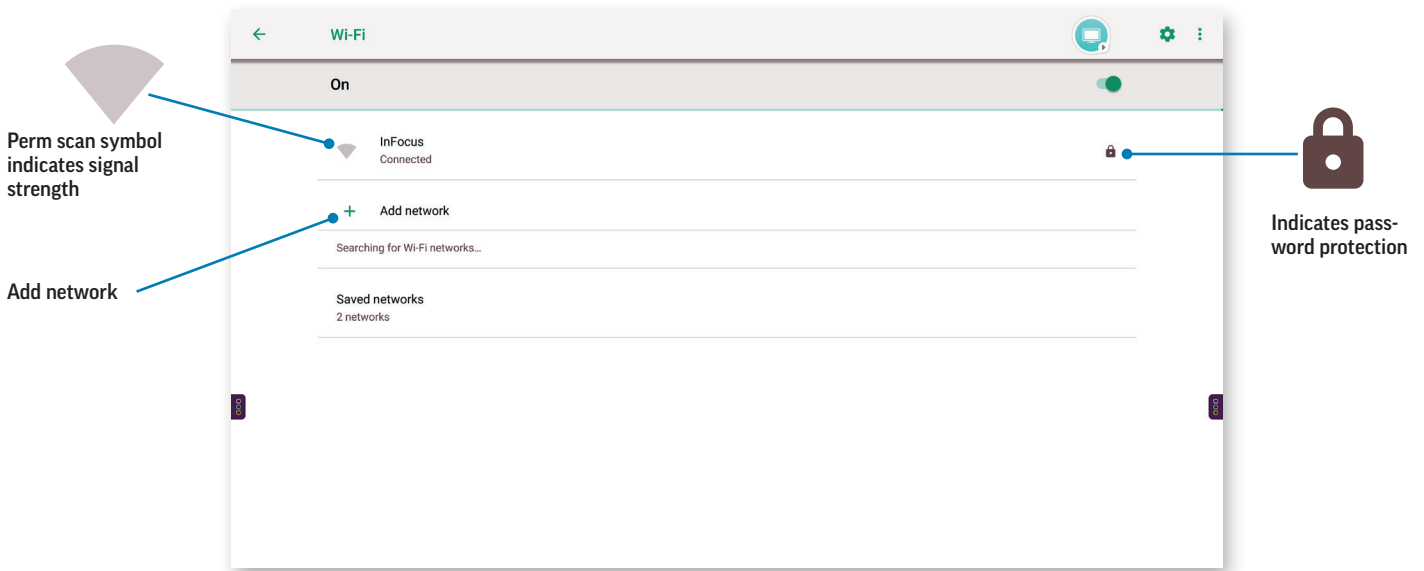 Wi-Fi
On
Perm scan symbol
indicates signal
strength
InFocus
Connected
Add network
Searching for Wi-Fi networks...
Add network
Saved networks
2 networks
Indicates pass-
word protection